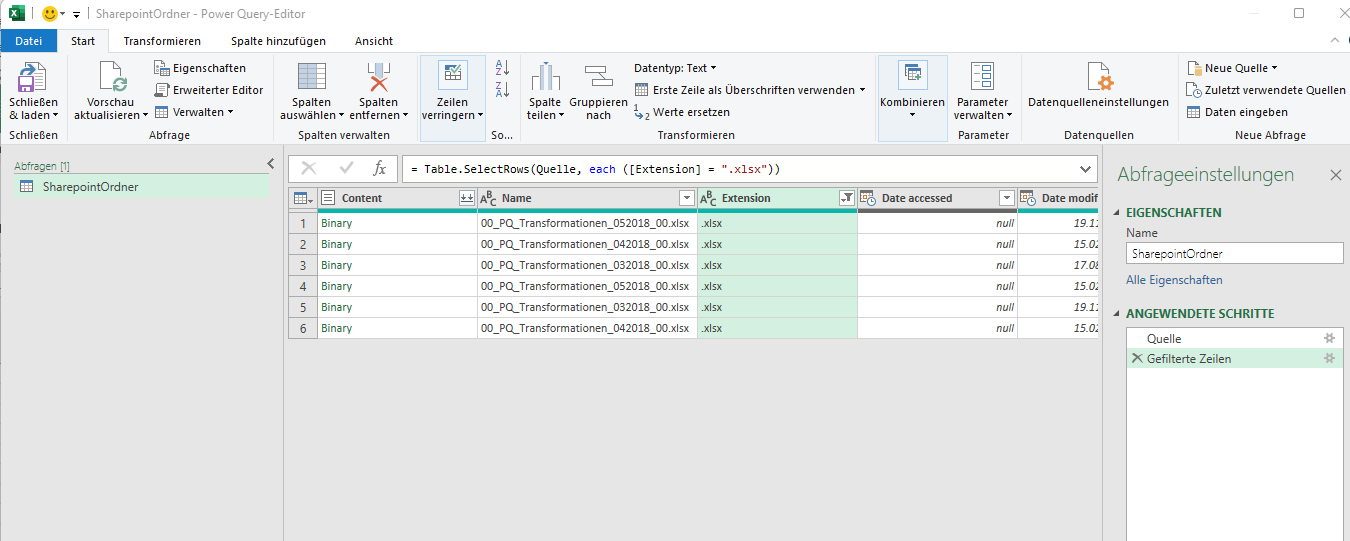 SharepointOrdner - Power Query-Editor
Datei Start Transformieren Spalte hinzufügen Ansicht
Schließen & laden
Schließen
Vorschau aktualisieren
Eigenschaften
Erweiterter Editor
Verwalten
Abfrage
Spalten auswählen
Spalten entfernen
Spalten verwalten
Zeilen verringern
A
Z
Z
A
So...
Spalte teilen
Gruppieren nach
Datentyp: Text
Erste Zeile als Überschriften verwenden
1 2 Werte ersetzen
Transformieren
Kombinieren
Parameter verwalten
Parameter
Datenquelleneinstellungen
Datenquellen
Neue Quelle
Zuletzt verwendete Quellen
Daten eingeben
Neue Abfrage
Abfragen [1]
SharepointOrdner
fx = Table.SelectRows(Quelle, each ([Extension] = ".xlsx"))
Content ABC Name ABC Extension Date accessed Date modif
1 Binary 00_PQ_Transformationen_052018_00.xlsx .xlsx null 19.11
2 Binary 00_PQ_Transformationen_042018_00.xlsx .xlsx null 15.02
3 Binary 00_PQ_Transformationen_032018_00.xlsx .xlsx null 17.08
4 Binary 00_PQ_Transformationen_052018_00.xlsx .xlsx null 15.02
5 Binary 00_PQ_Transformationen_032018_00.xlsx .xlsx null 19.11
6 Binary 00_PQ_Transformationen_042018_00.xlsx .xlsx null 15.02
Abfrageeinstellungen
EIGENSCHAFTEN
Name
SharepointOrdner
Alle Eigenschaften
ANGEWENDETE SCHRITTE
Quelle
Gefilterte Zeilen